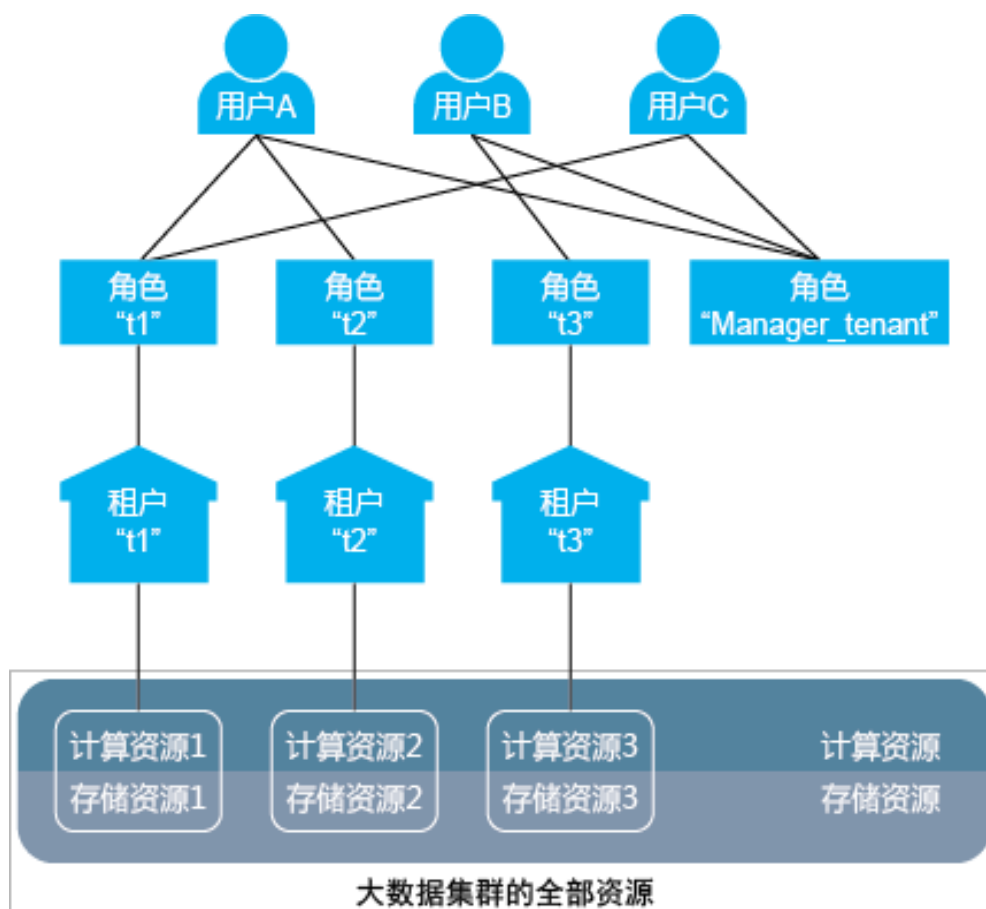 用户A
用户B
用户C
角色
“t1”
角色
“t2”
角色
“t3”
角色
“Manager_tenant”
租户
“t1”
租户
“t2”
租户
“t3”
计算资源1
计算资源2
计算资源3
计算资源
存储资源1
存储资源2
存储资源3
存储资源
大数据集群的全部资源